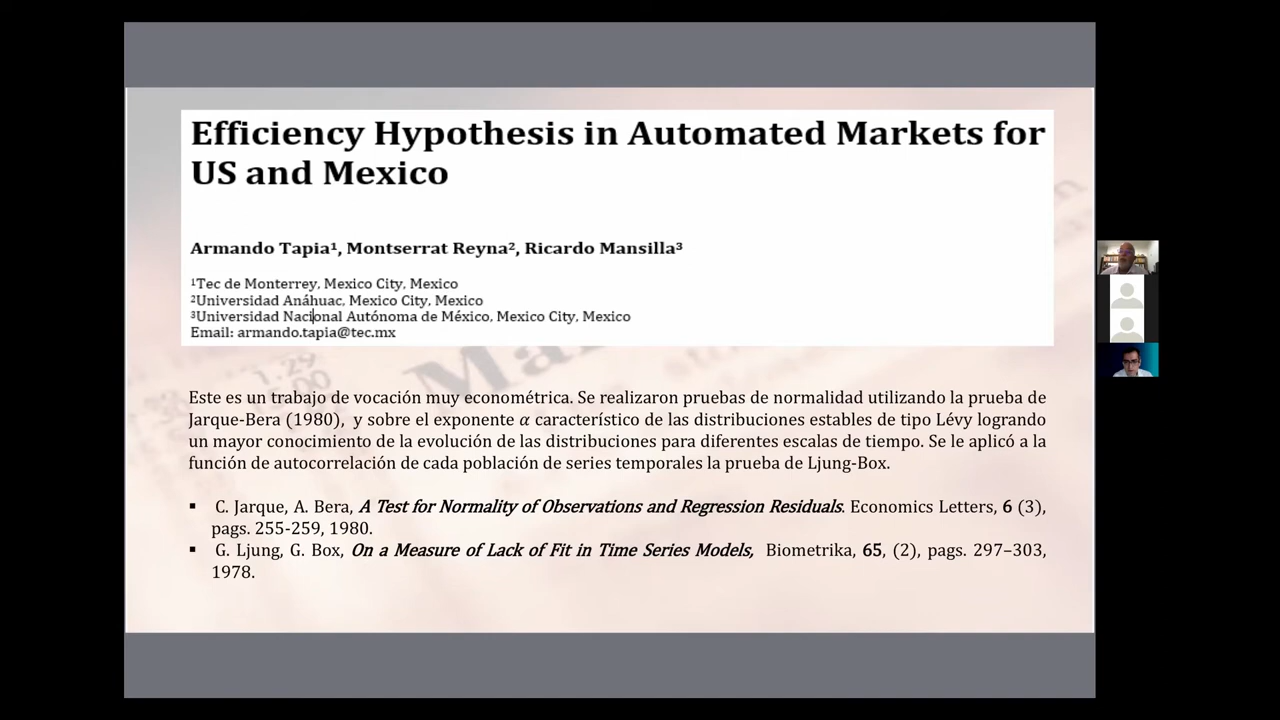 Efficiency Hypothesis in Automated Markets for
US and Mexico
Armando Tapia¹, Montserrat Reyna², Ricardo Mansilla³
¹Tec de Monterrey, Mexico City, Mexico
²Universidad Anáhuac, Mexico City, Mexico
³Universidad Nacional Autónoma de México, Mexico City, Mexico
Email: armando.tapia@tec.mx
1:29
Este es un trabajo de vocación muy econométrica. Se realizaron pruebas de normalidad utilizando la prueba de
Jarque-Bera (1980), y sobre el exponente α característico de las distribuciones estables de tipo Lévy logrando
un mayor conocimiento de la evolución de las distribuciones para diferentes escalas de tiempo. Se le aplicó a la
función de autocorrelación de cada población de series temporales la prueba de Ljung-Box.
▪ C. Jarque, A. Bera, A Test for Normality of Observations and Regression Residuals. Economics Letters, 6 (3),
pags. 255-259, 1980.
▪ G. Ljung, G. Box, On a Measure of Lack of Fit in Time Series Models, Biometrika, 65, (2), pags. 297–303,
1978.